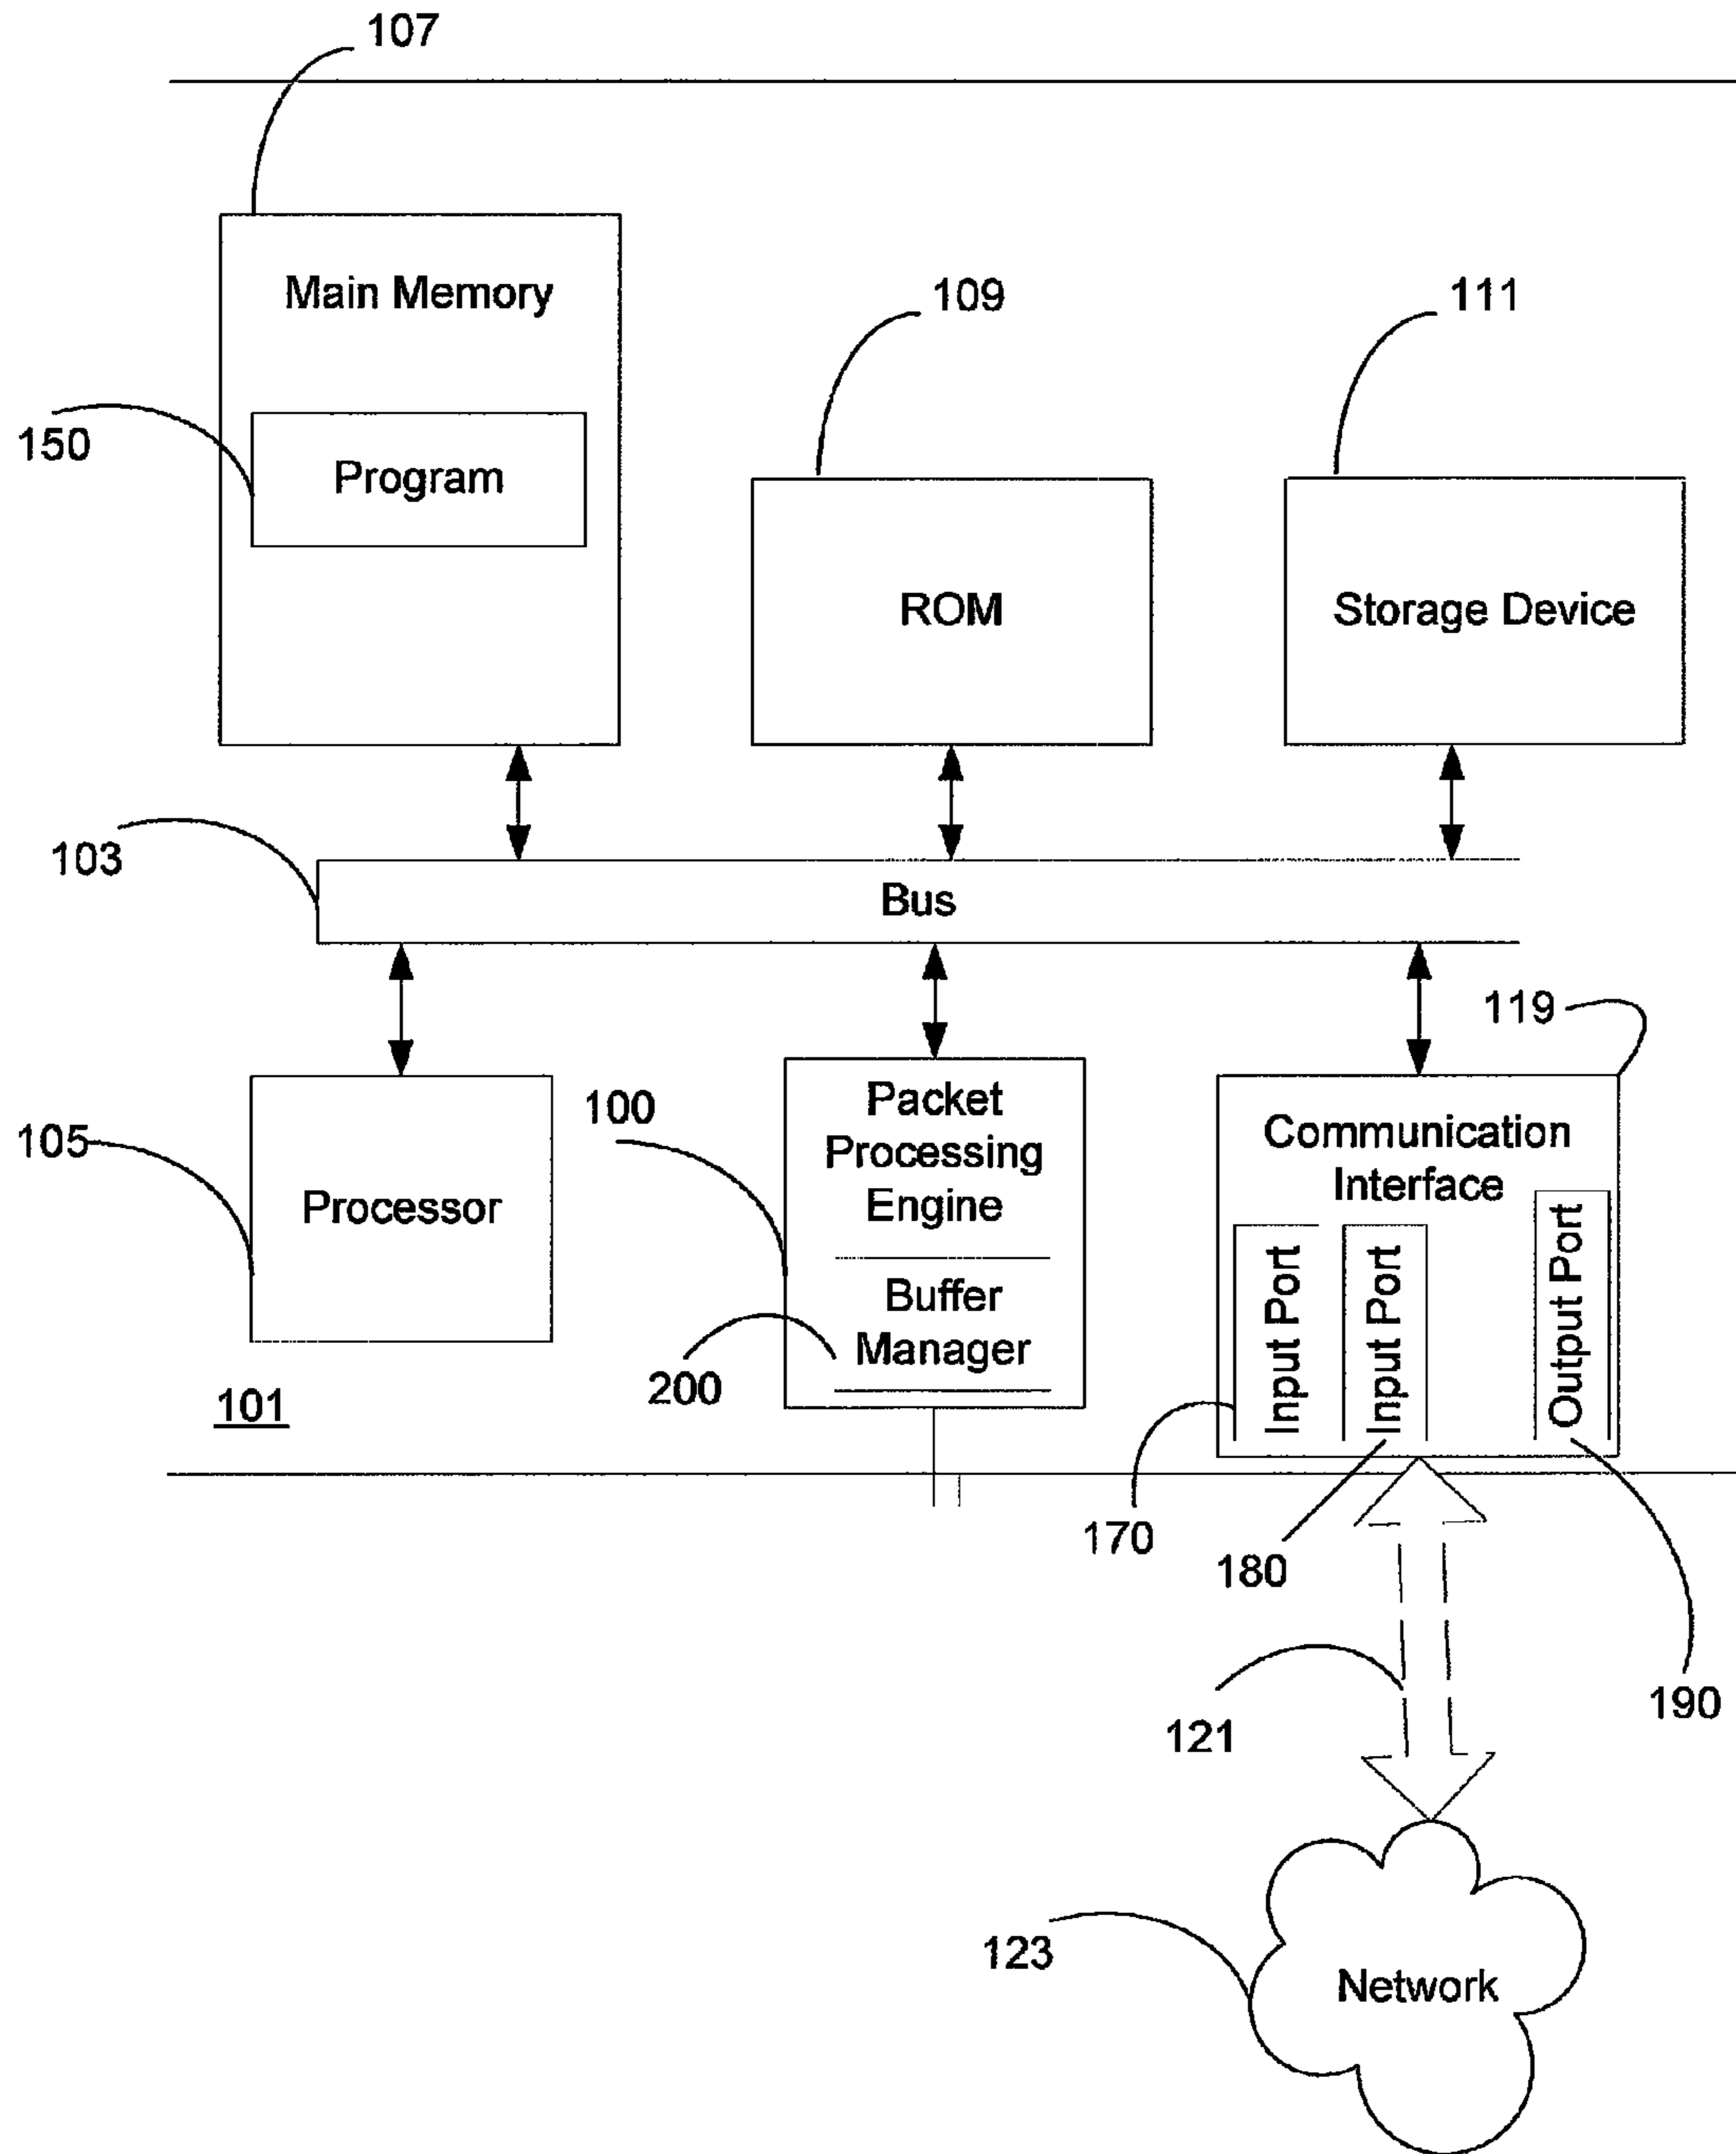 107
Main Memory
109
111
150
Program
ROM
Storage Device
103
Bus
119
100
Packet
Processing
Engine
Communication
Interface
105
Processor
Input Port
Input Port
Output Port
Buffer
Manager
200
101
170
180
190
121
123
Network